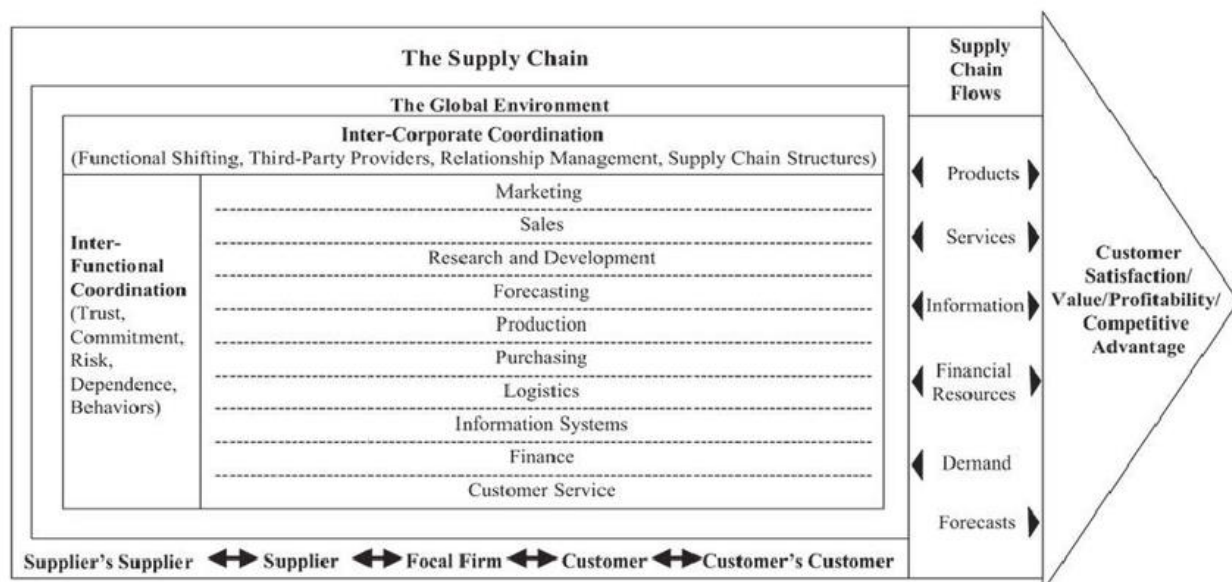 The Supply Chain
The Global Environment
Inter-Corporate Coordination
(Functional Shifting, Third-Party Providers, Relationship Management, Supply Chain Structures)
Inter-
Functional
Coordination
(Trust,
Commitment,
Risk,
Dependence,
Behaviors)
Marketing
Sales
Research and Development
Forecasting
Production
Purchasing
Logistics
Information Systems
Finance
Customer Service
Supplier's Supplier
Supplier
Focal Firm
Customer
Customer's Customer
Supply
Chain
Flows
Products
Services
Information
Financial
Resources
Demand
Forecasts
Customer
Satisfaction/
Value/Profitability/
Competitive
Advantage